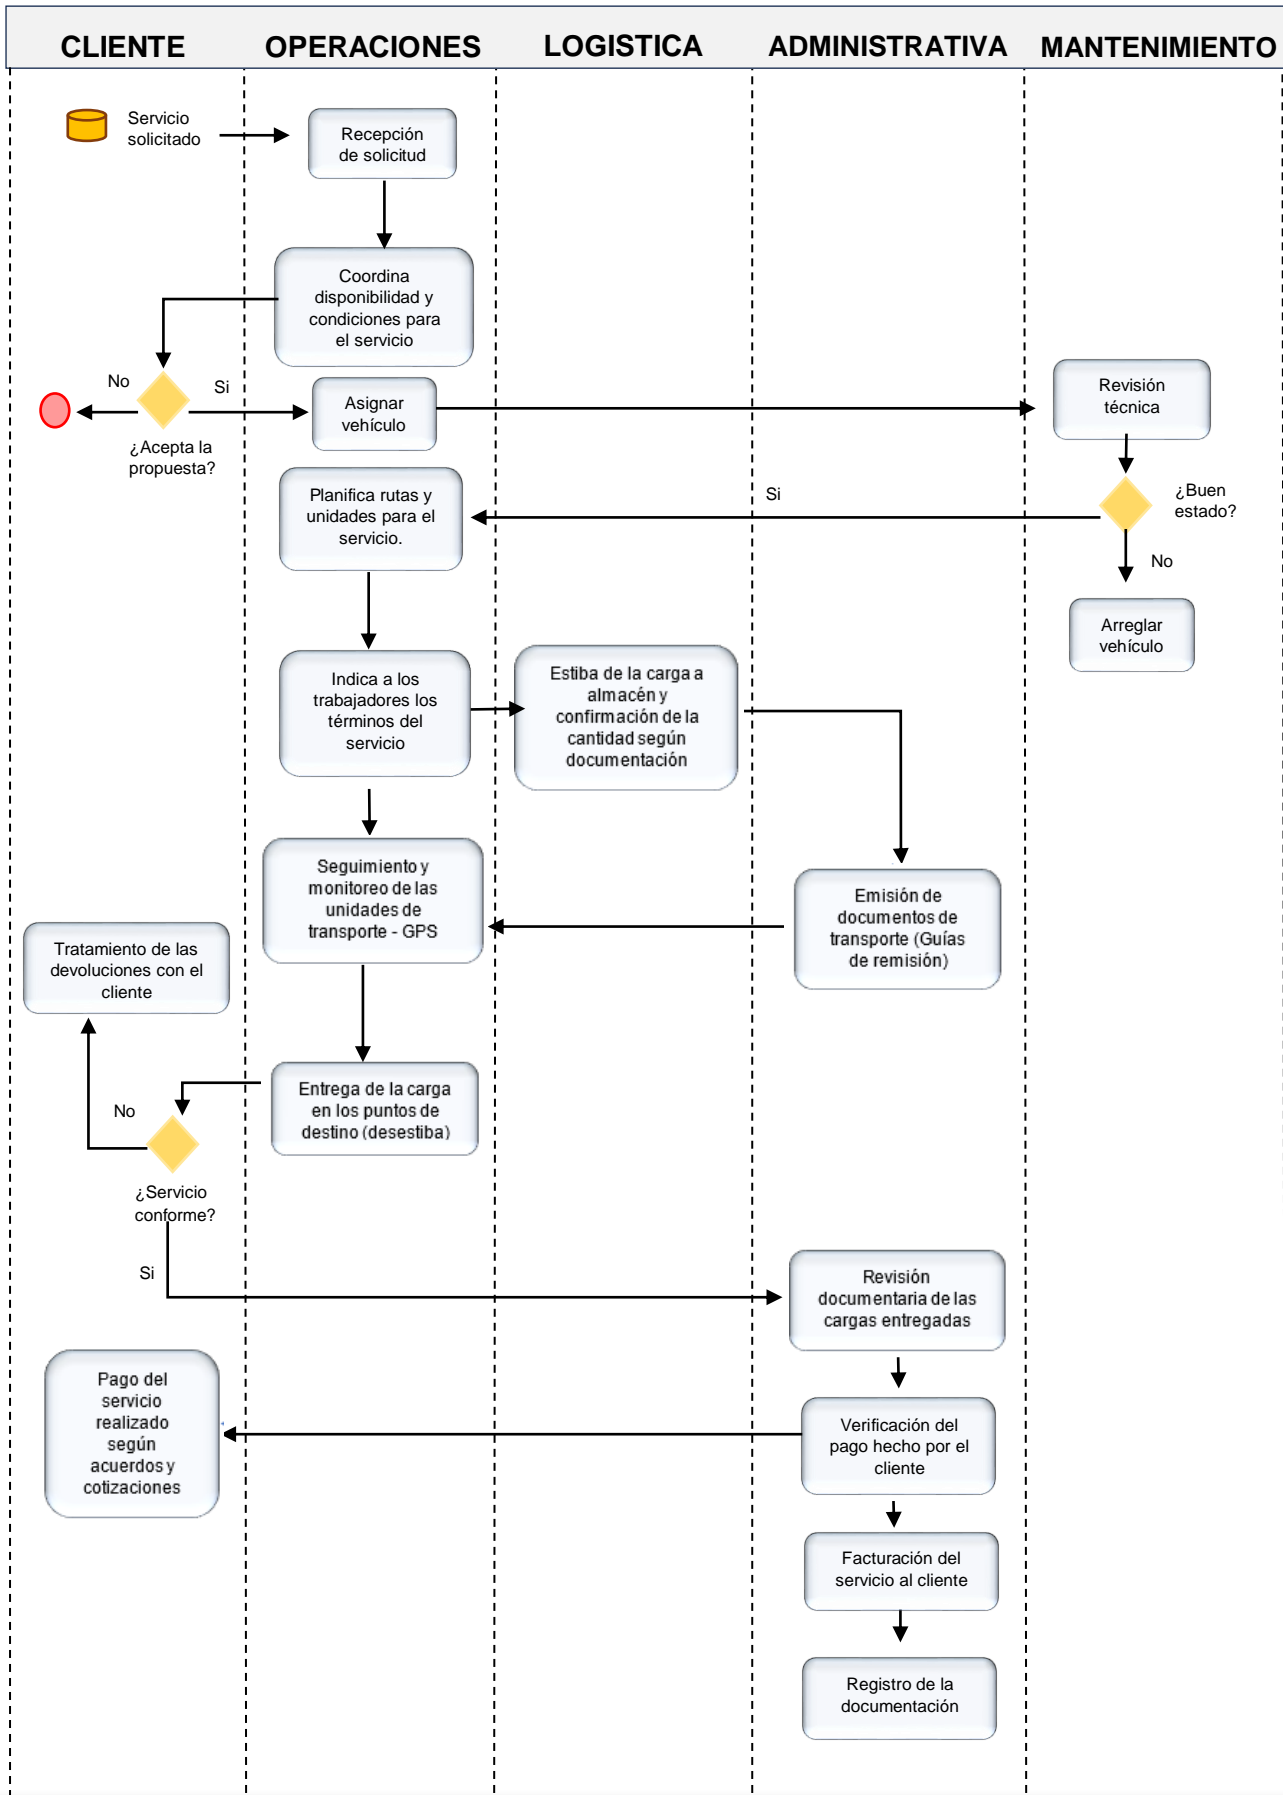 CLIENTE
OPERACIONES
LOGISTICA
ADMINISTRATIVA
MANTENIMIENTO
Servicio
solicitado
Recepción
de solicitud
Coordina
disponibilidad y
condiciones para
el servicio
No
Si
¿Acepta la
propuesta?
Asignar
vehículo
Revisión
técnica
Planifica rutas y
unidades para el
servicio.
Si
¿Buen
estado?
No
Arreglar
vehículo
Indica a los
trabajadores los
términos del
servicio
Estiba de la carga a
almacén y
confirmación de la
cantidad según
documentación
Seguimiento y
monitoreo de las
unidades de
transporte - GPS
Emisión de
documentos de
transporte (Guías
de remisión)
Tratamiento de las
devoluciones con el
cliente
Entrega de la carga
en los puntos de
destino (desestiba)
No
¿Servicio
conforme?
Si
Revisión
documentaria de las
cargas entregadas
Pago del
servicio
realizado
según
acuerdos y
cotizaciones
Verificación del
pago hecho por el
cliente
Facturación del
servicio al cliente
Registro de la
documentación